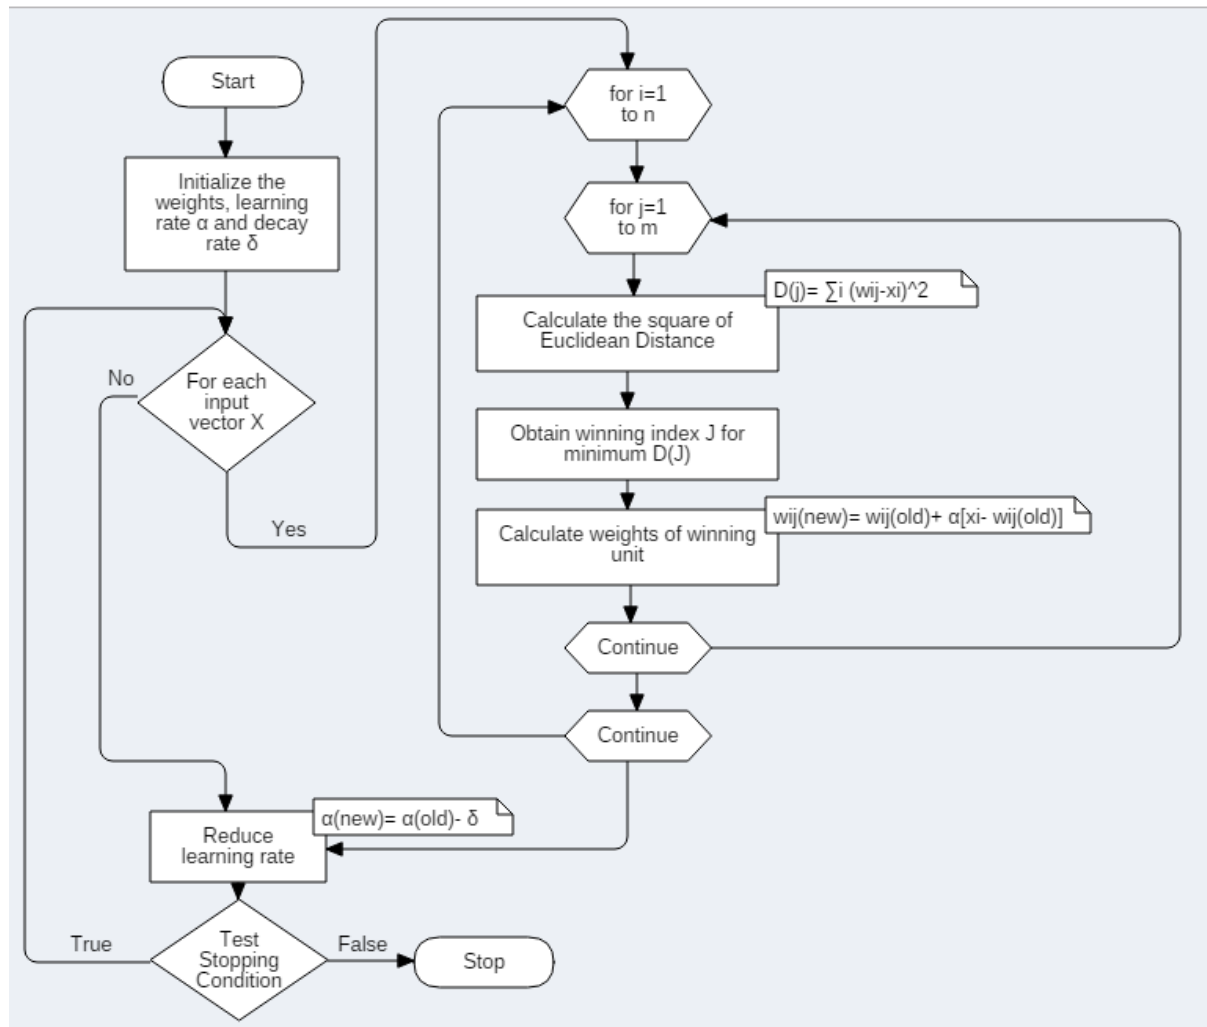 Start
Initialize the
weights, learning
rate α and decay
rate δ
For each
input
vector X
No
Yes
for i=1
to n
for j=1
to m
D(j)= ∑i (wij-xi)^2
Calculate the square of
Euclidean Distance
Obtain winning index J for
minimum D(J)
wij(new)= wij(old)+ α[xi- wij(old)]
Calculate weights of winning
unit
Continue
Continue
α(new)= α(old)- δ
Reduce
learning rate
Test
Stopping
Condition
True
False
Stop